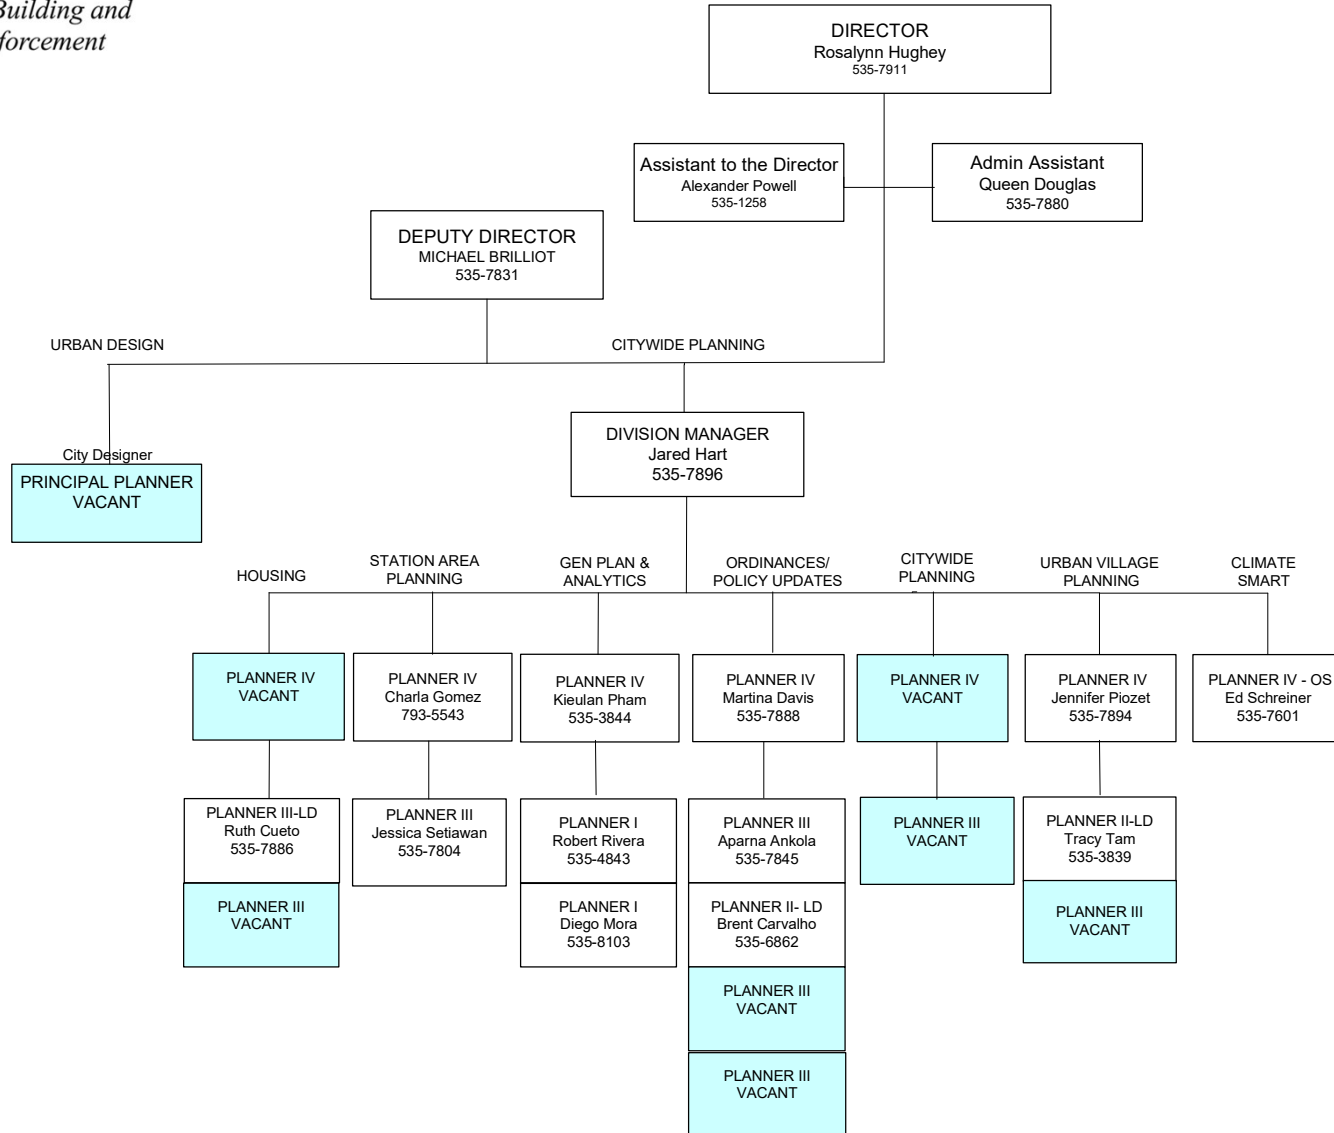 Building and
forcement
DIRECTOR
Rosalynn Hughey
535-7911
Assistant to the Director
Alexander Powell
535-1258
Admin Assistant
Queen Douglas
535-7880
DEPUTY DIRECTOR
MICHAEL BRILLIOT
535-7831
URBAN DESIGN
CITYWIDE PLANNING
DIVISION MANAGER
Jared Hart
535-7896
City Designer
PRINCIPAL PLANNER
VACANT
HOUSING
STATION AREA
PLANNING
GEN PLAN &
ANALYTICS
ORDINANCES/
POLICY UPDATES
CITYWIDE
PLANNING
URBAN VILLAGE
PLANNING
CLIMATE
SMART
PLANNER IV
VACANT
PLANNER IV
Charla Gomez
793-5543
PLANNER IV
Kieulan Pham
535-3844
PLANNER IV
Martina Davis
535-7888
PLANNER IV
VACANT
PLANNER IV
Jennifer Piozet
535-7894
PLANNER IV - OS
Ed Schreiner
535-7601
PLANNER III-LD
Ruth Cueto
535-7886
PLANNER III
Jessica Setiawan
535-7804
PLANNER I
Robert Rivera
535-4843
PLANNER III
Aparna Ankola
535-7845
PLANNER III
VACANT
PLANNER II-LD
Tracy Tam
535-3839
PLANNER III
VACANT
PLANNER I
Diego Mora
535-8103
PLANNER II- LD
Brent Carvalho
535-6862
PLANNER III
VACANT
PLANNER III
VACANT
PLANNER III
VACANT